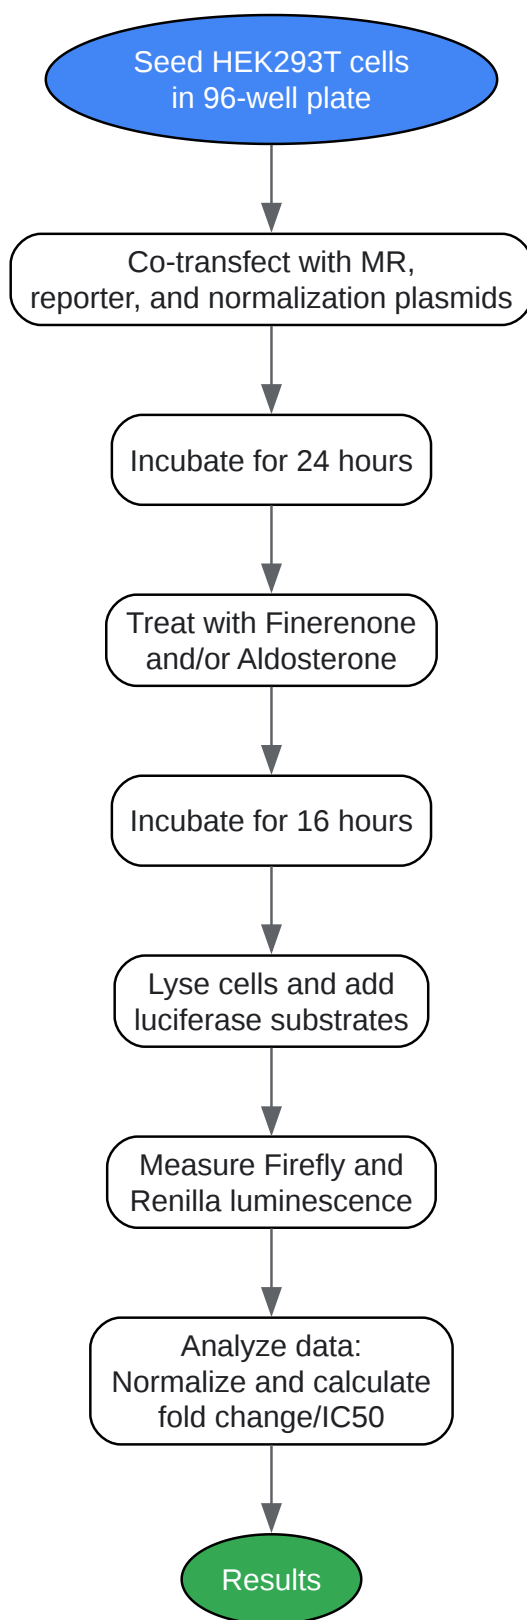 Seed HEK293T cells
in 96-well plate
Co-transfect with MR,
reporter, and normalization plasmids
Incubate for 24 hours
Treat with Finerenone
and/or Aldosterone
Incubate for 16 hours
Lyse cells and add
luciferase substrates
Measure Firefly and
Renilla luminescence
Analyze data:
Normalize and calculate
fold change/IC50
Results